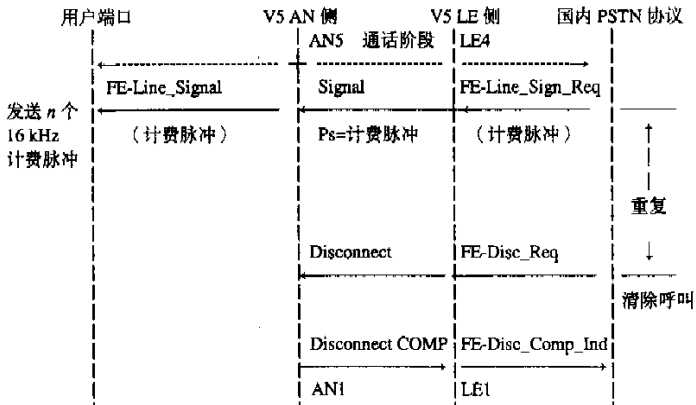 用户端口 V5 AN 侧 V5 LE 侧 国内 PSTN 协议
AN5 通话阶段 LE4
FE-Line_Signal Signal FE-Line_Sign_Req
发送 n 个
16 kHz
计费脉冲
（计费脉冲） Ps=计费脉冲 （计费脉冲）
重复
Disconnect FE-Disc_Req
清除呼叫
Disconnect COMP FE-Disc_Comp_Ind
AN1 LE1